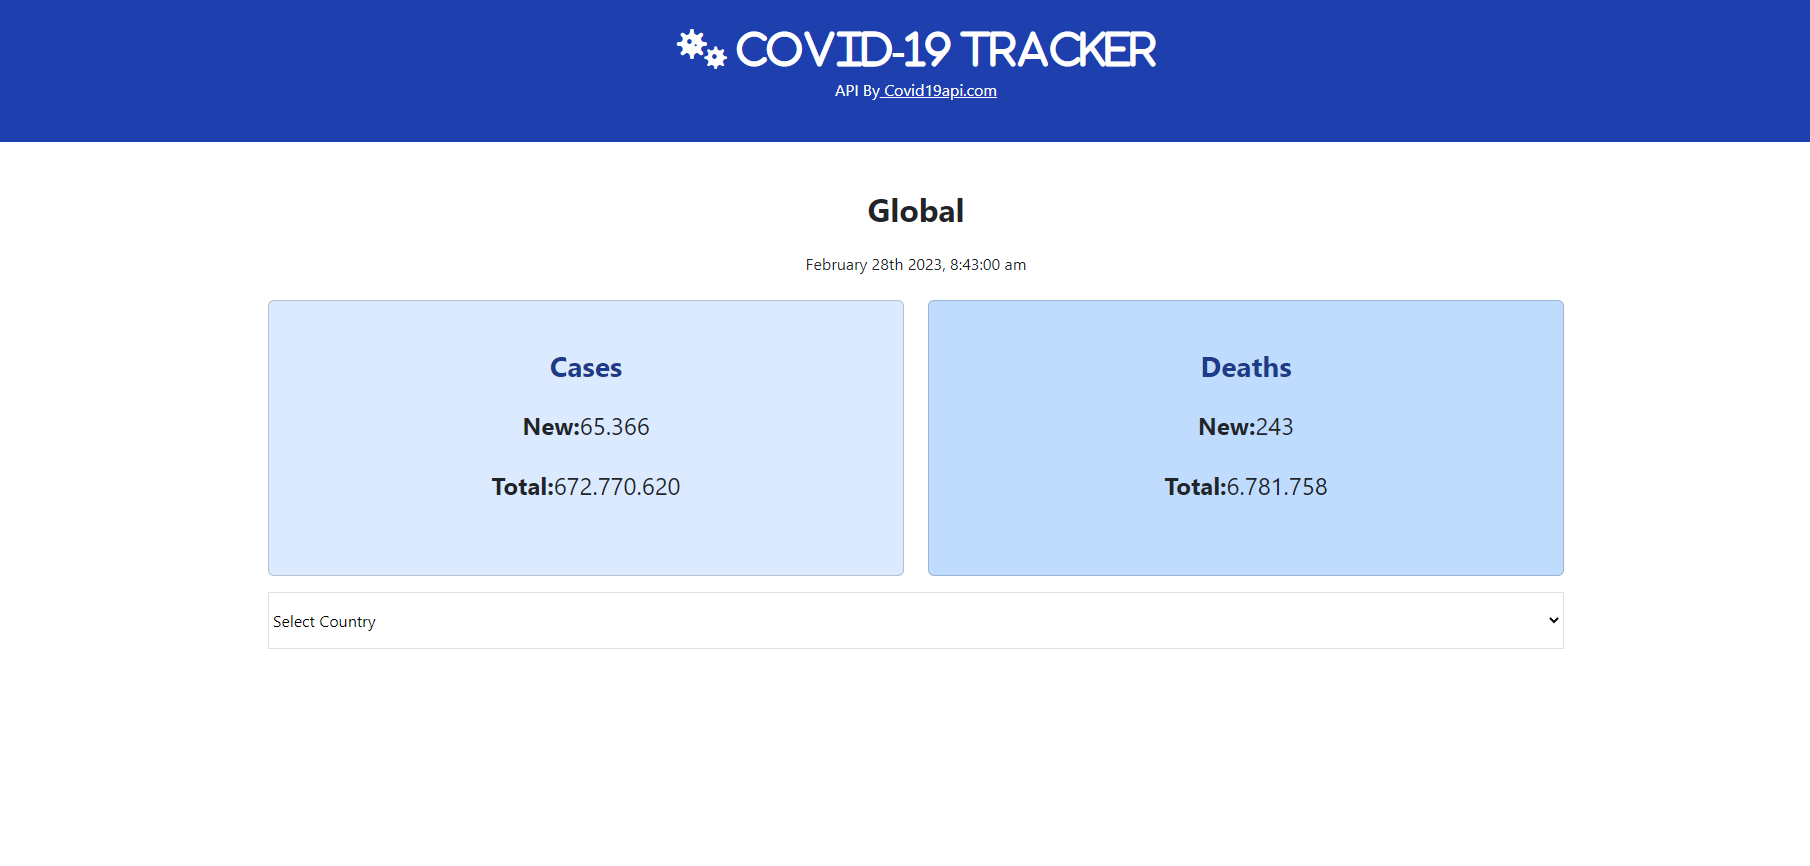 COVID-19 TRACKER
API By Covid19api.com
Global
February 28th 2023, 8:43:00 am
Cases
New:65.366
Total:672.770.620
Deaths
New:243
Total:6.781.758
Select Country